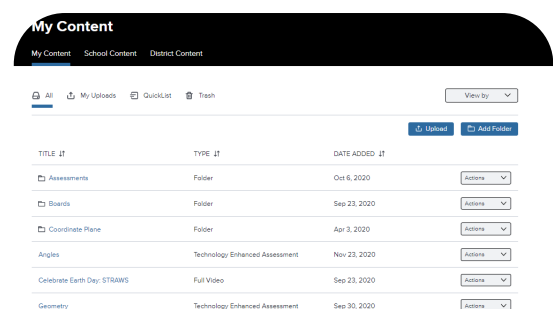 My Content
My Content School Content District Content
All My Uploads QuickList Trash View by
Upload Add Folder
TITLE TYPE DATE ADDED
Assessments Folder Oct 6, 2020 Actions
Boards Folder Sep 23, 2020 Actions
Coordinate Plane Folder Apr 3, 2020 Actions
Angles Technology Enhanced Assessment Nov 23, 2020 Actions
Celebrate Earth Day: STRAWS Full Video Sep 23, 2020 Actions
Geometry Technology Enhanced Assessment Sep 30, 2020 Actions